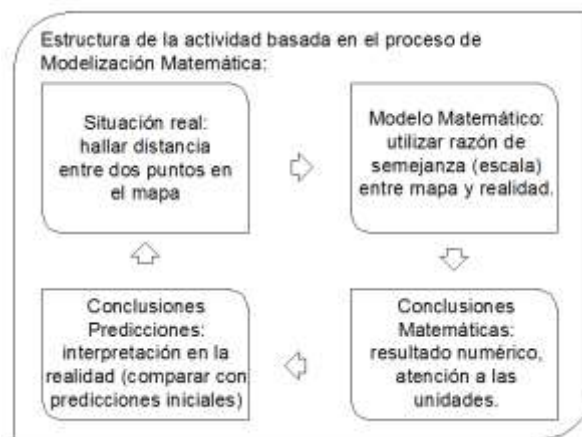 Estructura de la actividad basada en el proceso de
Modelización Matemática:
Situación real:
hallar distancia
entre dos puntos en
el mapa
Modelo Matemático:
utilizar razón de
semejanza (escala)
entre mapa y realidad.
Conclusiones
Predicciones:
interpretación en la
realidad (comparar con
predicciones iniciales)
Conclusiones
Matemáticas:
resultado numérico,
atención a las
unidades.